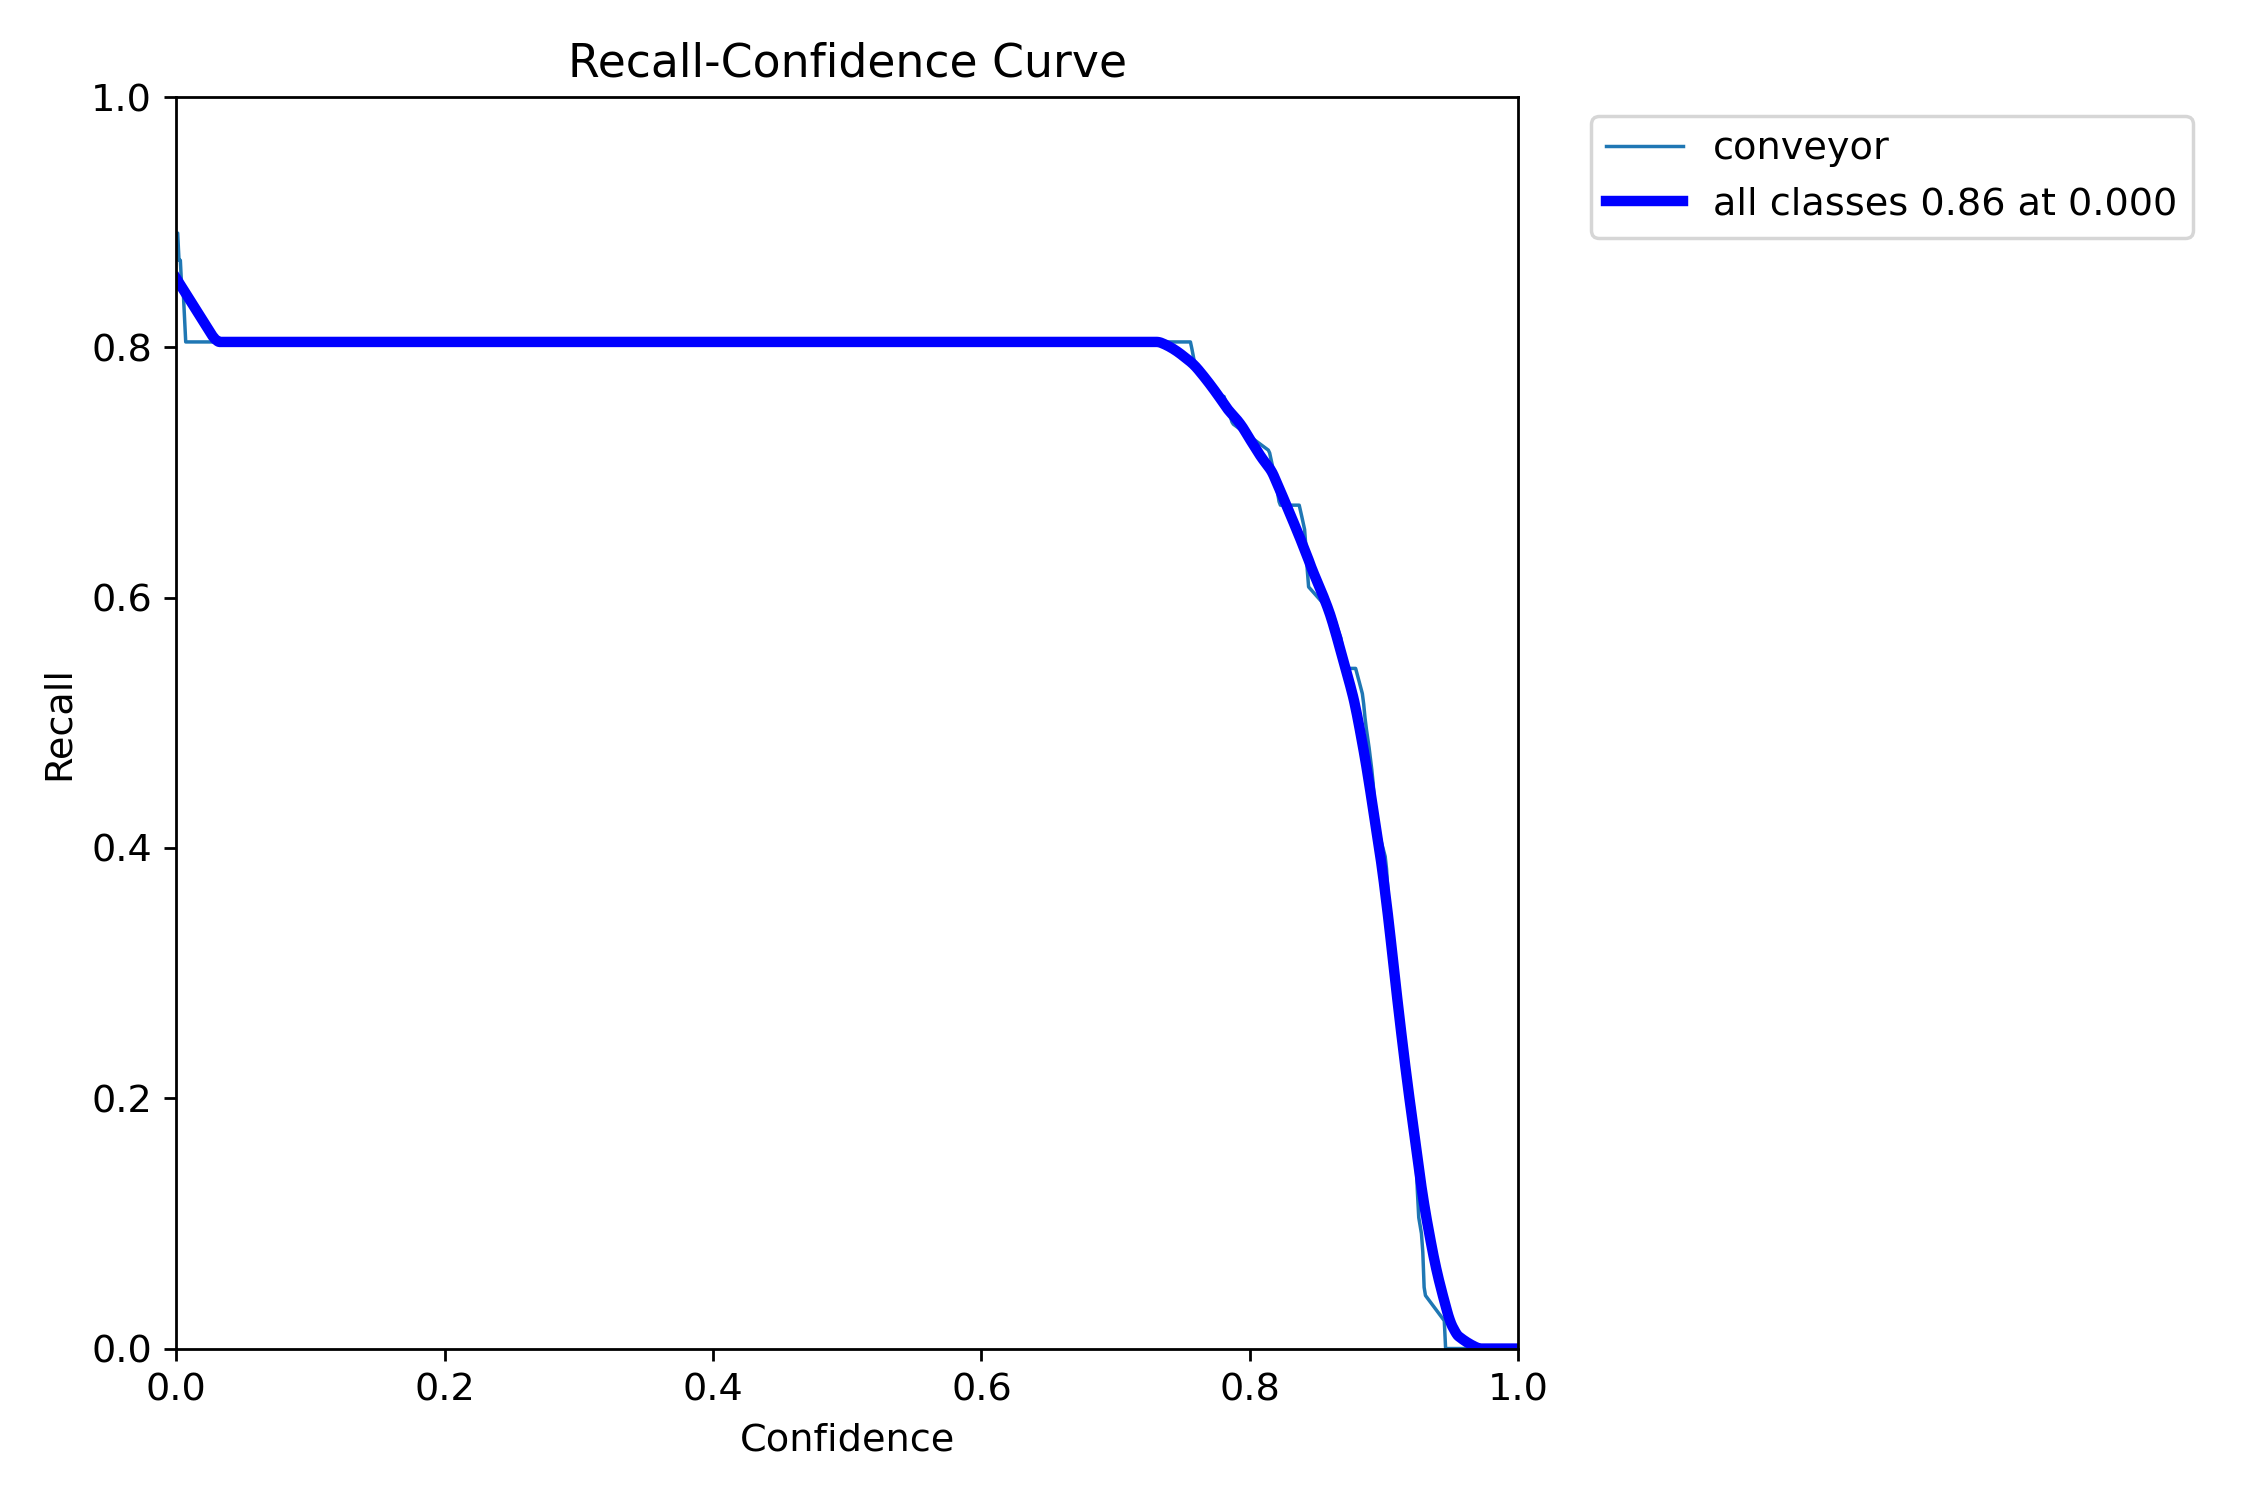 Recall-Confidence Curve
1.0
0.8
0.6
0.4
0.2
0.0
Recall
0.0 0.2 0.4 0.6 0.8 1.0
Confidence
conveyor
all classes 0.86 at 0.000